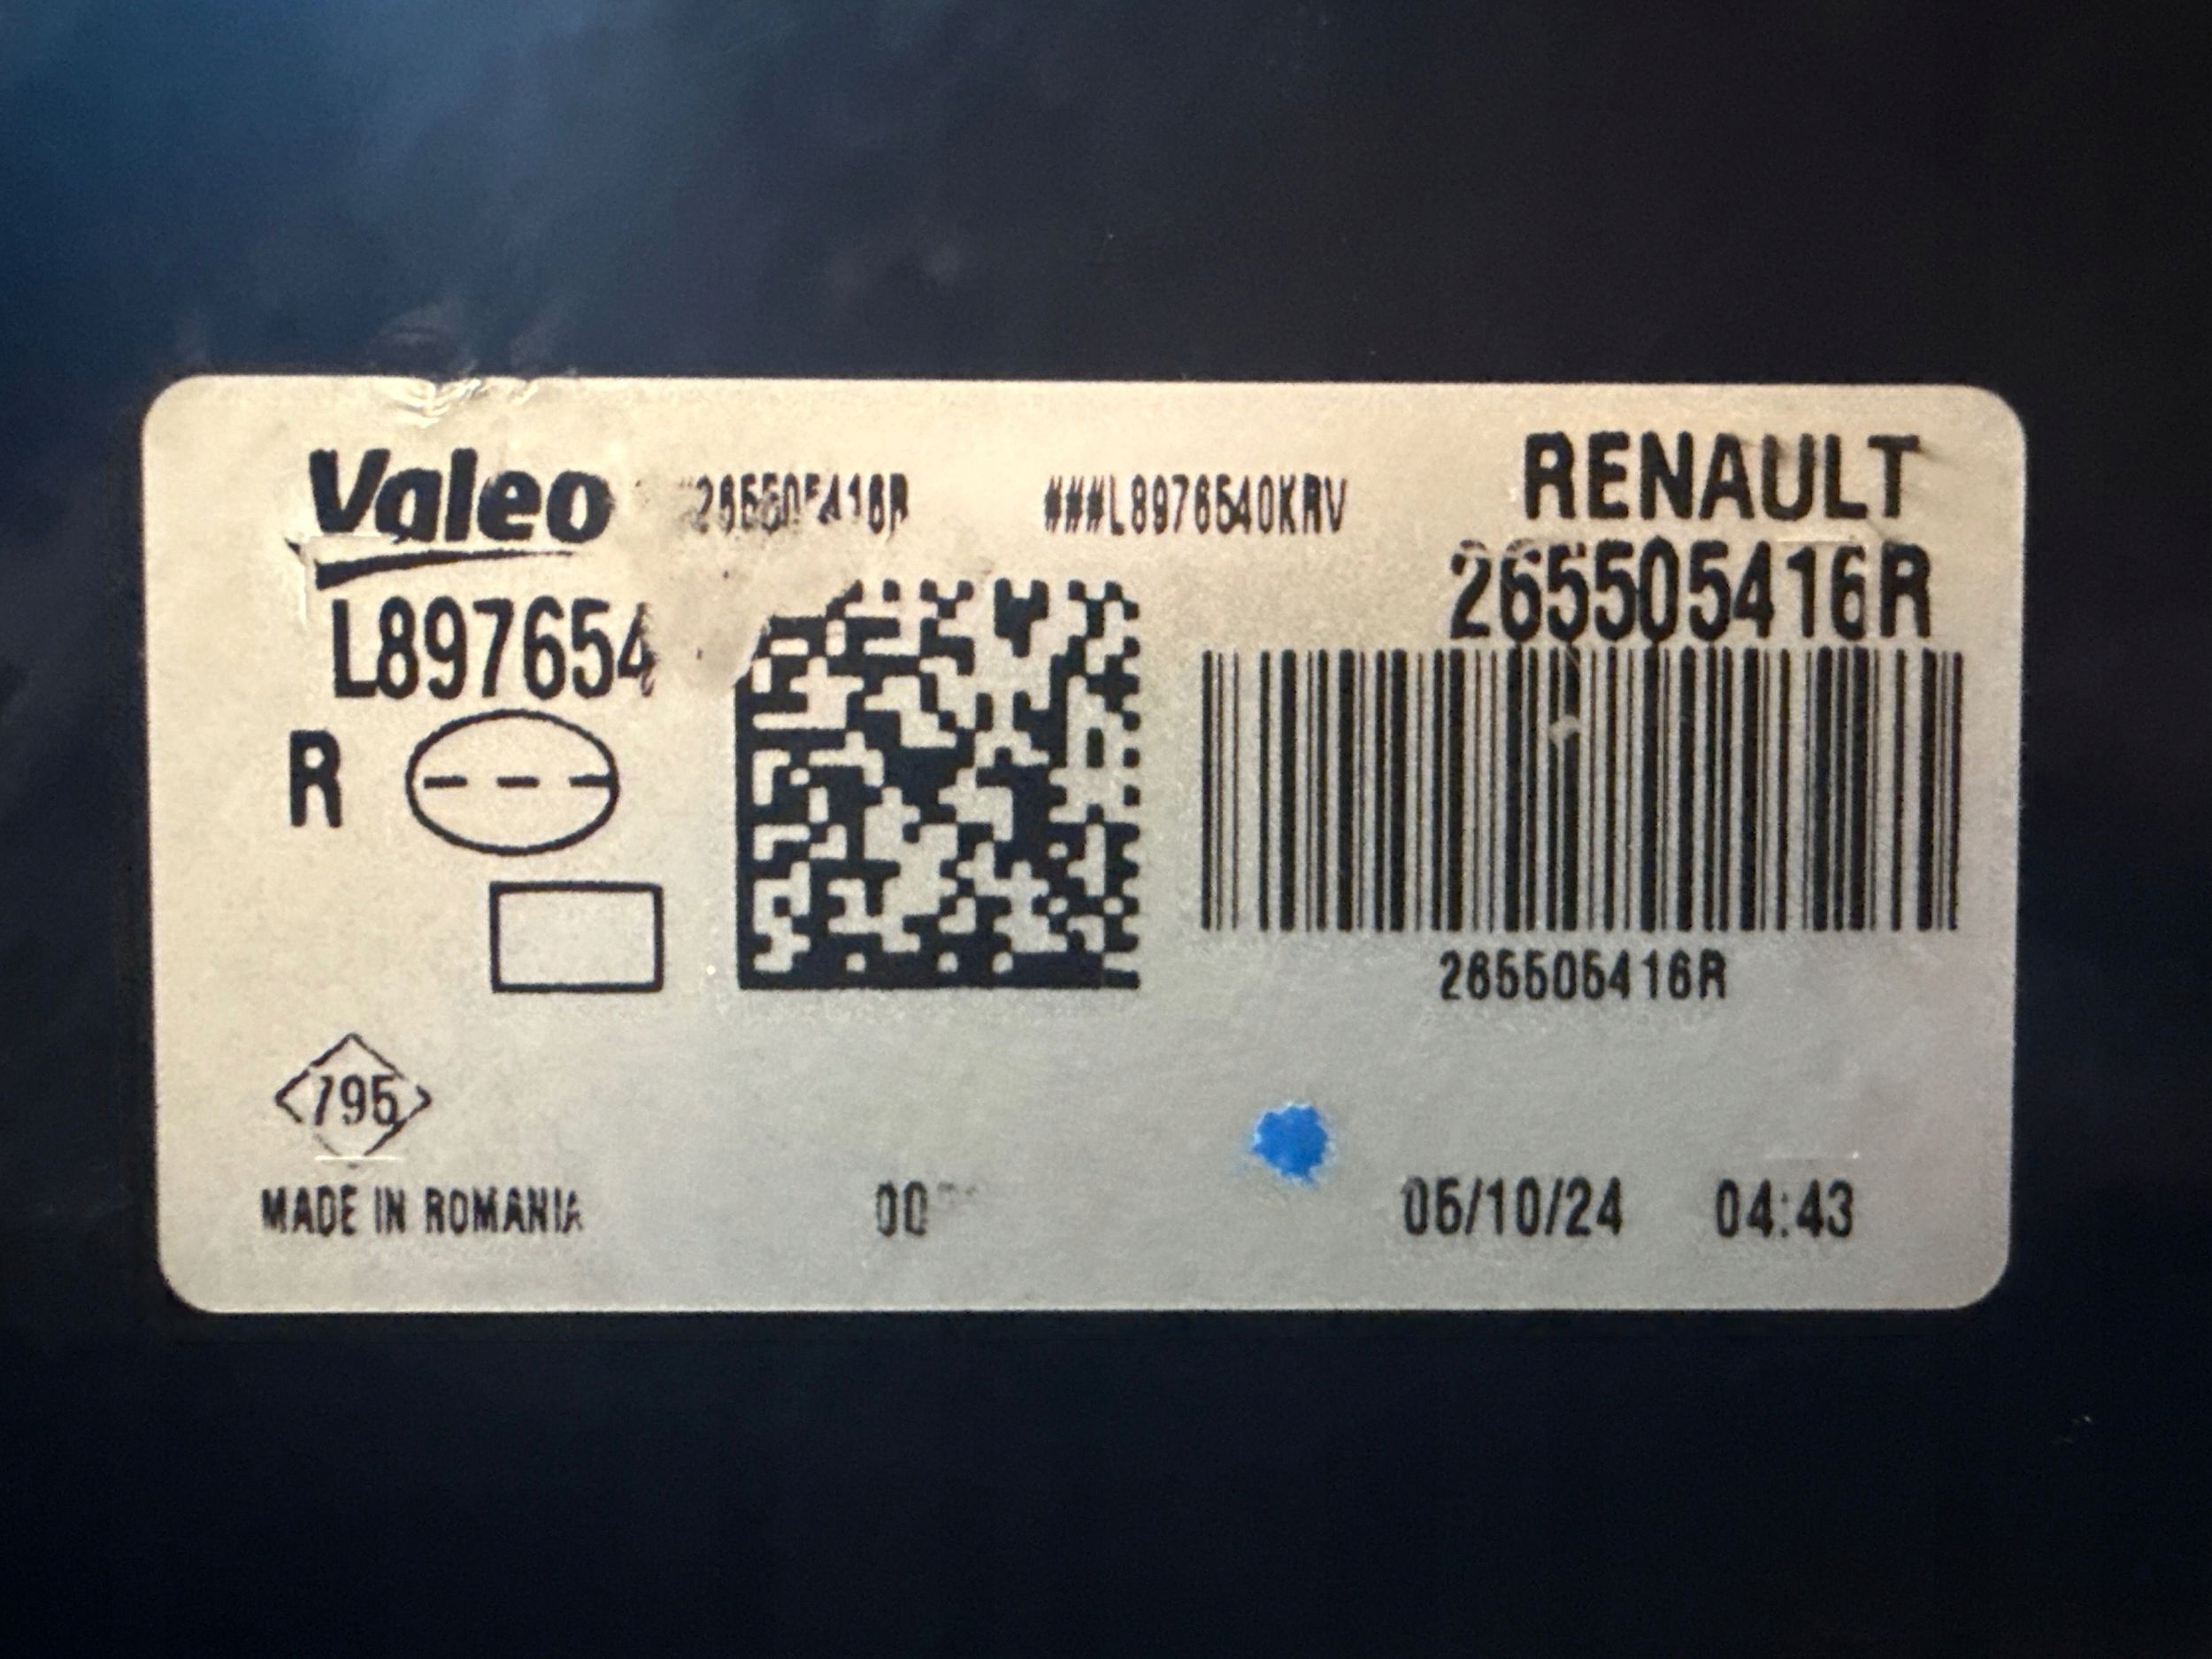 Valeo
265505416R ###L8976540KRV
RENAULT
265505416R
L897654
R
265505416R
795
MADE IN ROMANIA
05/10/24 04:43